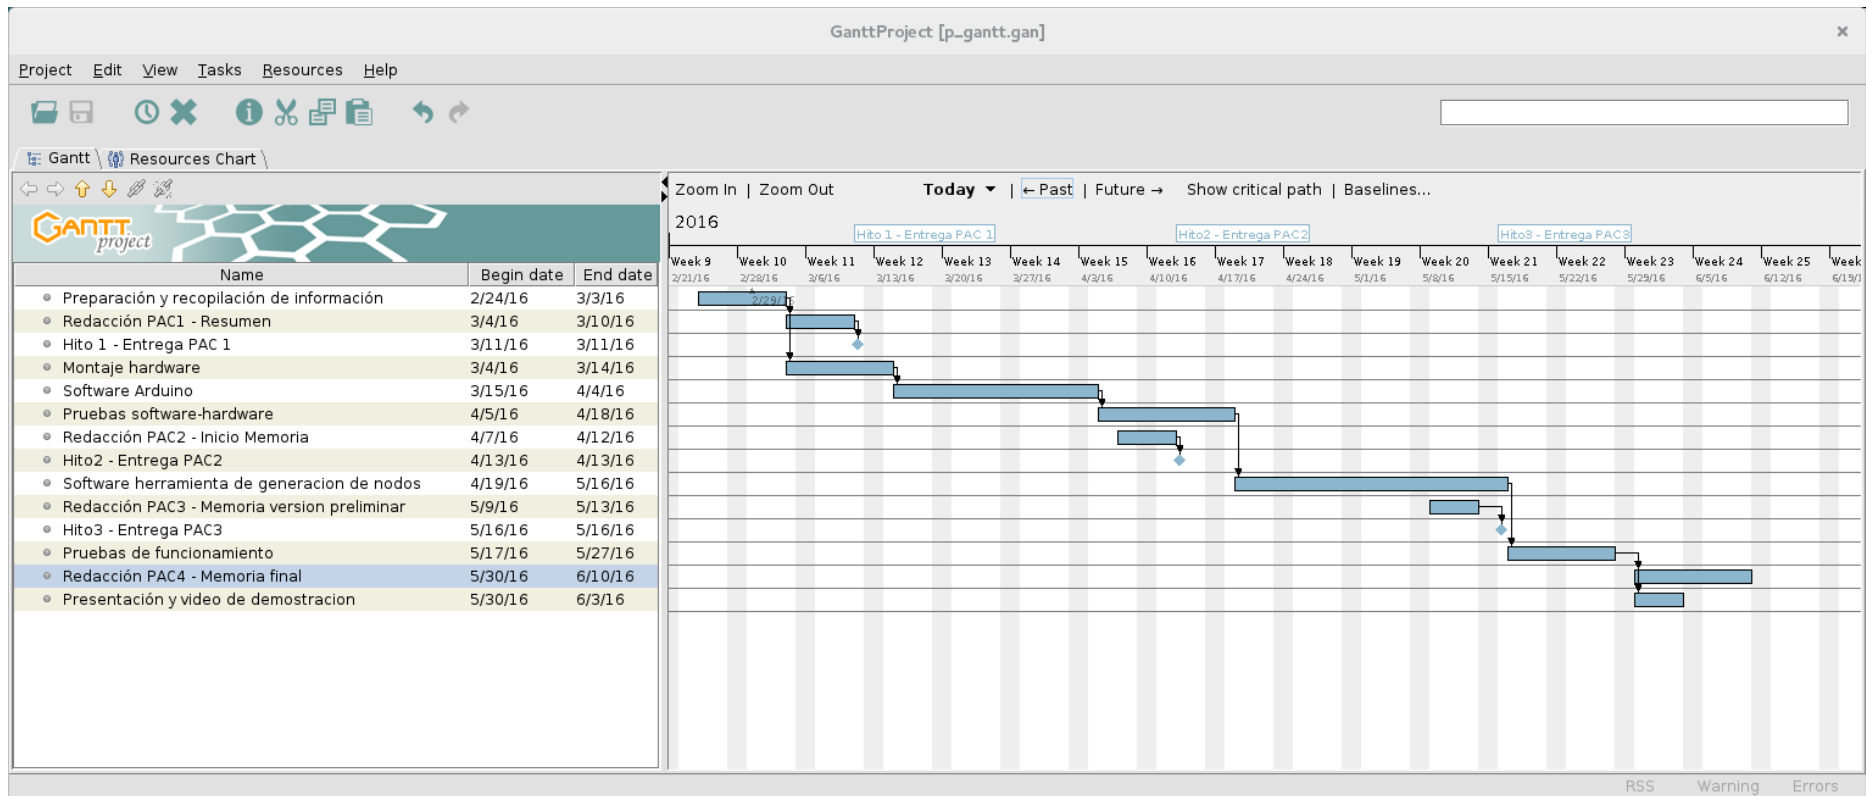 GanttProject [p_gantt.gan]
Project Edit View Tasks Resources Help
Gantt Resources Chart
Zoom In | Zoom Out Today | ← Past | Future → Show critical path | Baselines...
GANTT project
2016
Hito 1 - Entrega PAC 1 Hito2 - Entrega PAC2 Hito3 - Entrega PAC3
Week 9 Week 10 Week 11 Week 12 Week 13 Week 14 Week 15 Week 16 Week 17 Week 18 Week 19 Week 20 Week 21 Week 22 Week 23 Week 24 Week 25 Week
2/21/16 2/28/16 3/6/16 3/13/16 3/20/16 3/27/16 4/3/16 4/10/16 4/17/16 4/24/16 5/1/16 5/8/16 5/15/16 5/22/16 5/29/16 6/5/16 6/12/16 6/19/1
Name Begin date End date
Preparación y recopilación de información 2/24/16 3/3/16
2/29/16
Redacción PAC1 - Resumen 3/4/16 3/10/16
Hito 1 - Entrega PAC 1 3/11/16 3/11/16
Montaje hardware 3/4/16 3/14/16
Software Arduino 3/15/16 4/4/16
Pruebas software-hardware 4/5/16 4/18/16
Redacción PAC2 - Inicio Memoria 4/7/16 4/12/16
Hito2 - Entrega PAC2 4/13/16 4/13/16
Software herramienta de generacion de nodos 4/19/16 5/16/16
Redacción PAC3 - Memoria version preliminar 5/9/16 5/13/16
Hito3 - Entrega PAC3 5/16/16 5/16/16
Pruebas de funcionamiento 5/17/16 5/27/16
Redacción PAC4 - Memoria final 5/30/16 6/10/16
Presentación y video de demostracion 5/30/16 6/3/16
RSS Warning Errors